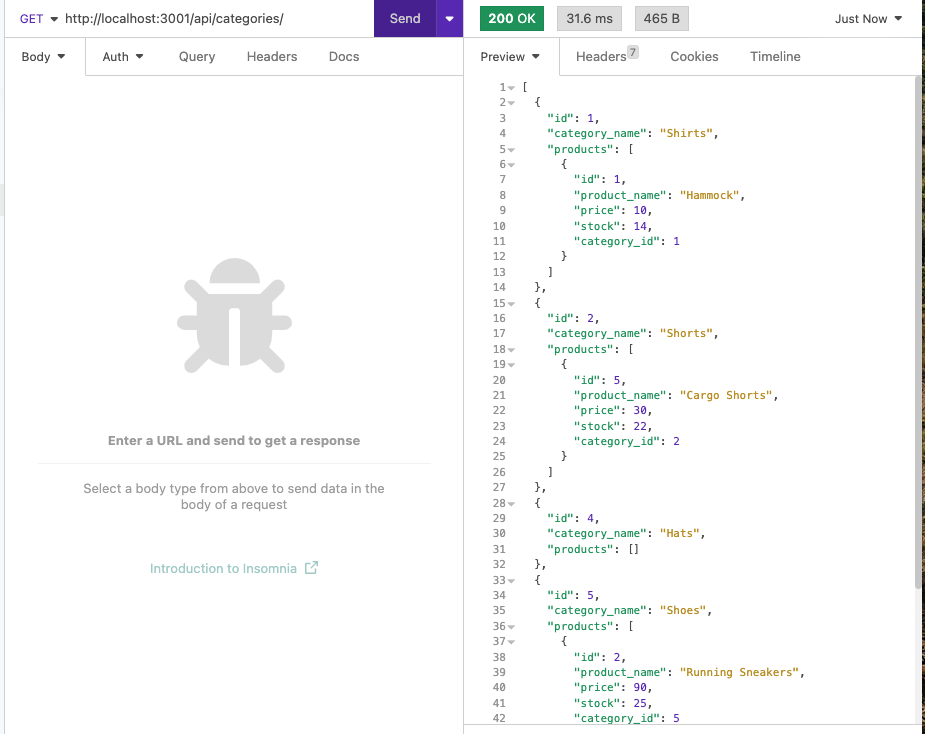 GET http://localhost:3001/api/categories/ Send
Body Auth Query Headers Docs
Enter a URL and send to get a response
Select a body type from above to send data in the
body of a request
Introduction to Insomnia
200 OK 31.6 ms 465 B Just Now
Preview Headers 7 Cookies Timeline
1 [
2 {
3 "id": 1,
4 "category_name": "Shirts",
5 "products": [
6 {
7 "id": 1,
8 "product_name": "Hammock",
9 "price": 10,
10 "stock": 14,
11 "category_id": 1
12 }
13 ]
14 },
15 {
16 "id": 2,
17 "category_name": "Shorts",
18 "products": [
19 {
20 "id": 5,
21 "product_name": "Cargo Shorts",
22 "price": 30,
23 "stock": 22,
24 "category_id": 2
25 }
26 ]
27 },
28 {
29 "id": 4,
30 "category_name": "Hats",
31 "products": []
32 },
33 {
34 "id": 5,
35 "category_name": "Shoes",
36 "products": [
37 {
38 "id": 2,
39 "product_name": "Running Sneakers",
40 "price": 90,
41 "stock": 25,
42 "category_id": 5